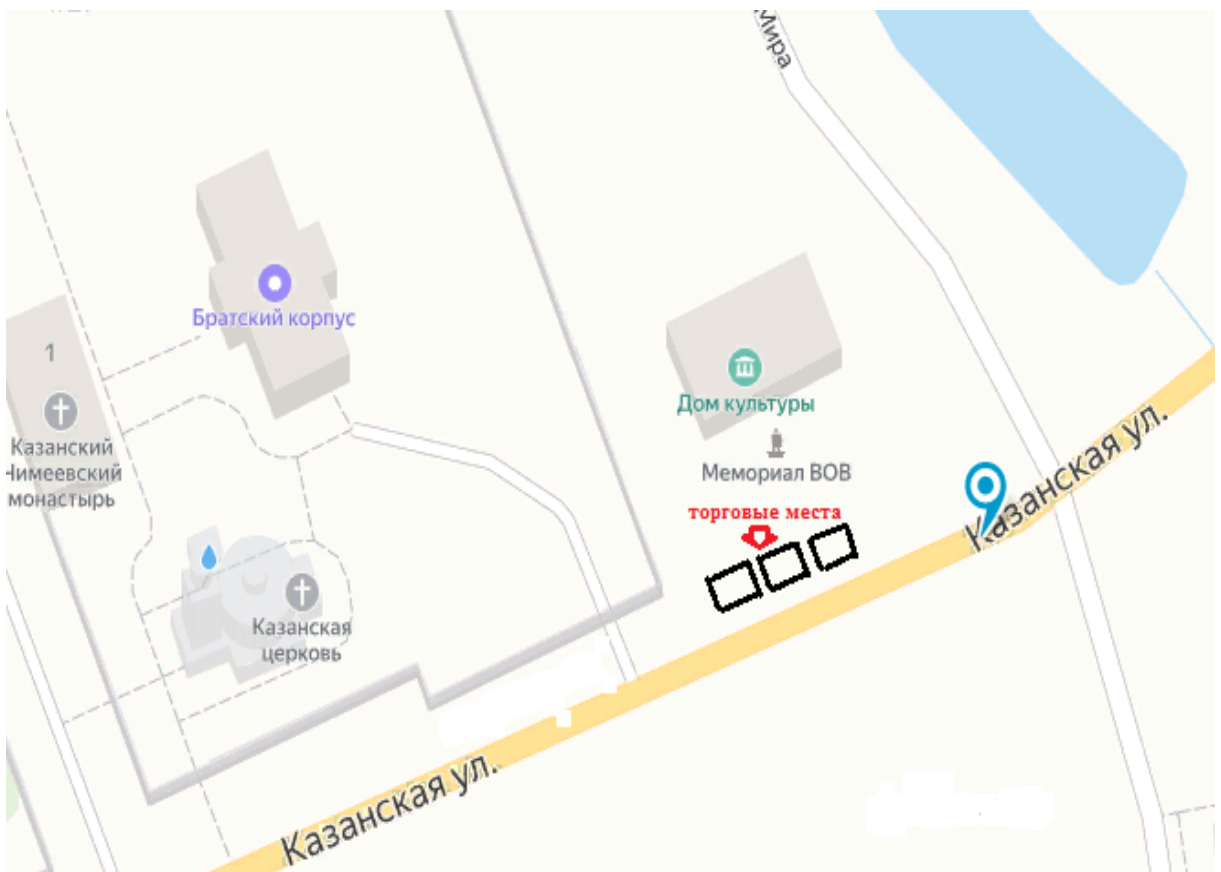 Мира
Братский корпус
1
Казанский
Чимеевский
монастырь
Дом культуры
Мемориал ВОВ
торговые места
Казанская ул.
Казанская
церковь
Казанская ул.